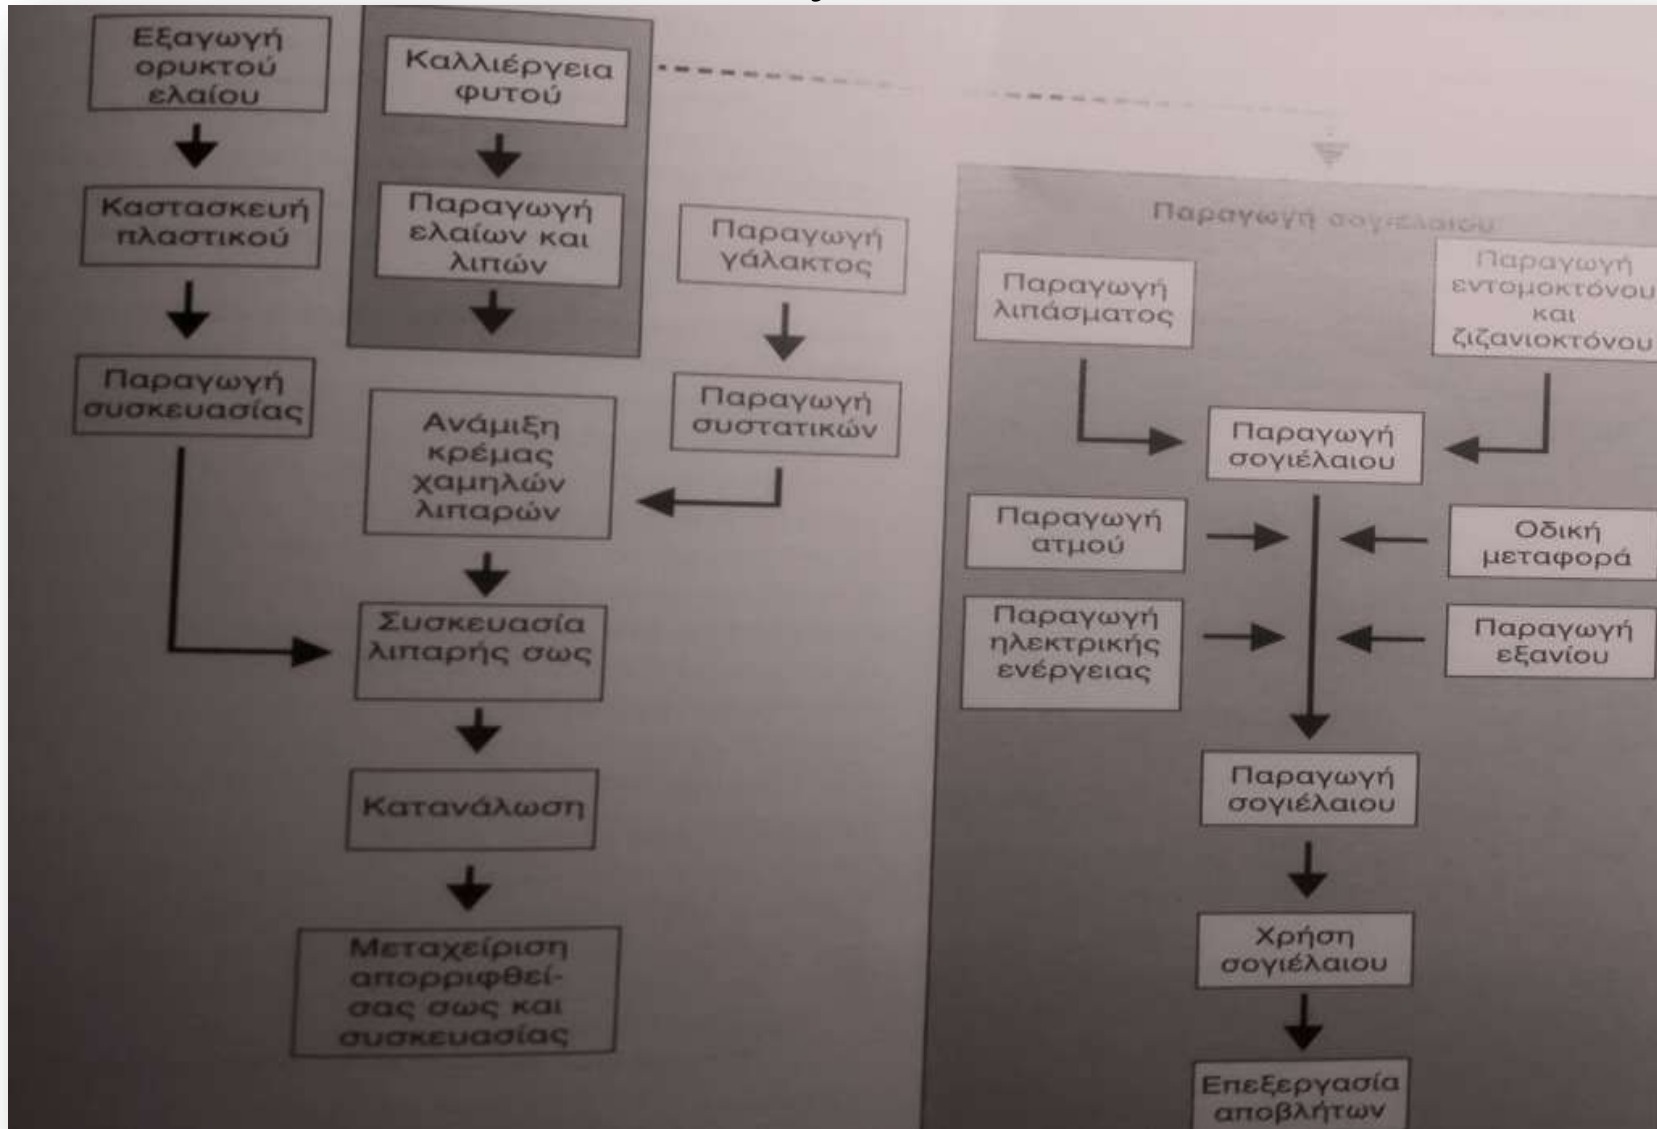 Εξαγωγή
ορυκτού
ελαίου
Καστασκευή
πλαστικού
Παραγωγή
συσκευασίας
Καλλιέργεια
φυτού
Παραγωγή
ελαίων και
λιπών
Παραγωγή
γάλακτος
Παραγωγή
συστατικών
Ανάμιξη
κρέμας
χαμηλών
λιπαρών
Συσκευασία
λιπαρής σως
Κατανάλωση
Μεταχείριση
απορριφθεί-
σας σως και
συσκευασίας
Παραγωγή σογιέλαιου
Παραγωγή
λιπάσματος
Παραγωγή
εντομοκτόνου
και
ζιζανιοκτόνου
Παραγωγή
σογιέλαιου
Παραγωγή
ατμού
Οδική
μεταφορά
Παραγωγή
ηλεκτρικής
ενέργειας
Παραγωγή
εξανίου
Παραγωγή
σογιέλαιου
Χρήση
σογιέλαιου
Επεξεργασία
αποβλήτων